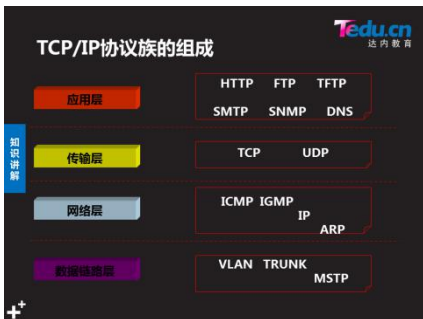 Tedu.cn
达内教育
TCP/IP协议族的组成
应用层
HTTP FTP TFTP
SMTP SNMP DNS
知识讲解
传输层
TCP UDP
网络层
ICMP IGMP
IP
ARP
数据链路层
VLAN TRUNK
MSTP